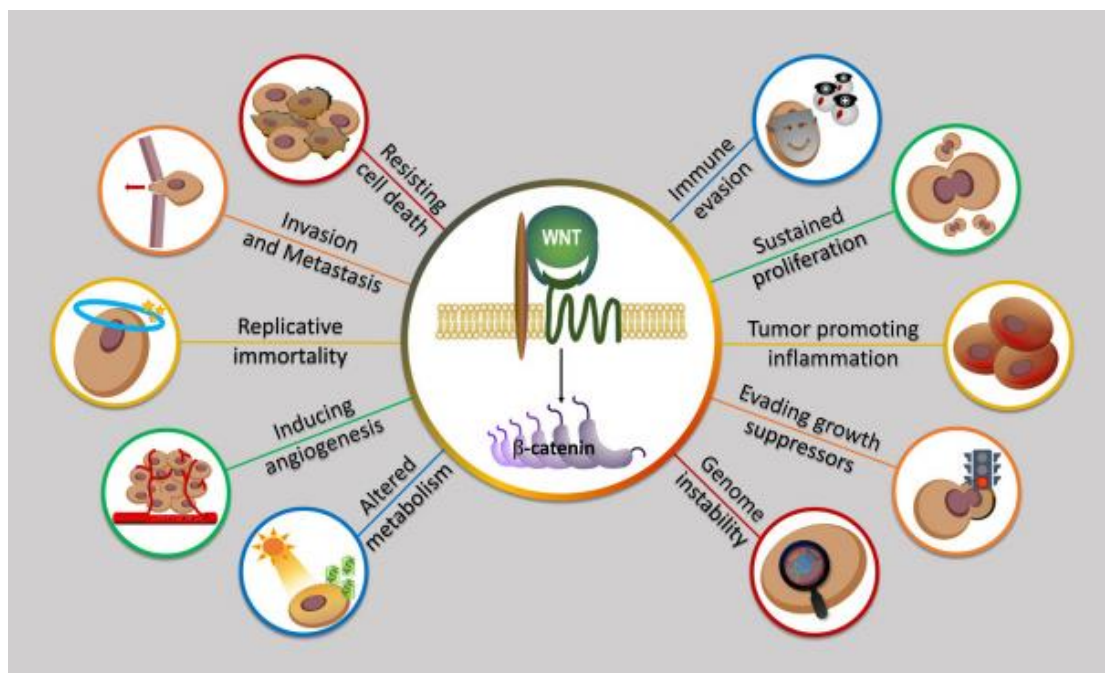 Resisting
cell death
Immune
evasion
Invasion
and Metastasis
Sustained
proliferation
WNT
Replicative
immortality
Tumor promoting
inflammation
Inducing
angiogenesis
Evading growth
suppressors
β-catenin
Altered
metabolism
Genome
instability